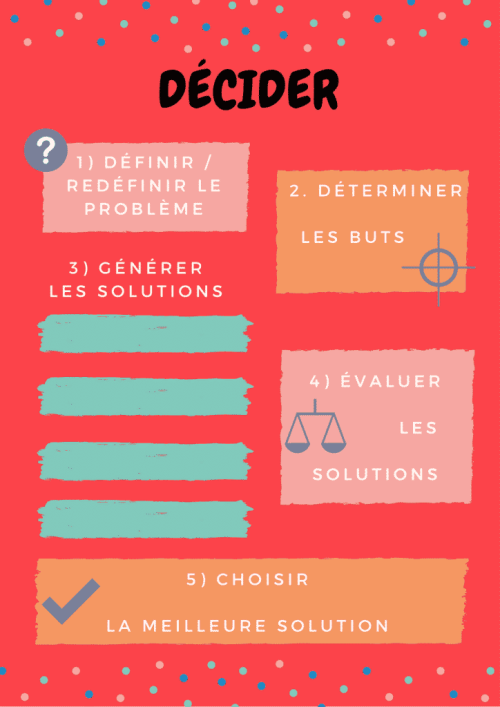 DÉCIDER
?
1) DÉFINIR /
REDÉFINIR LE
PROBLÈME
2. DÉTERMINER
LES BUTS
3) GÉNÉRER
LES SOLUTIONS
4) ÉVALUER
LES
SOLUTIONS
5) CHOISIR
LA MEILLEURE SOLUTION